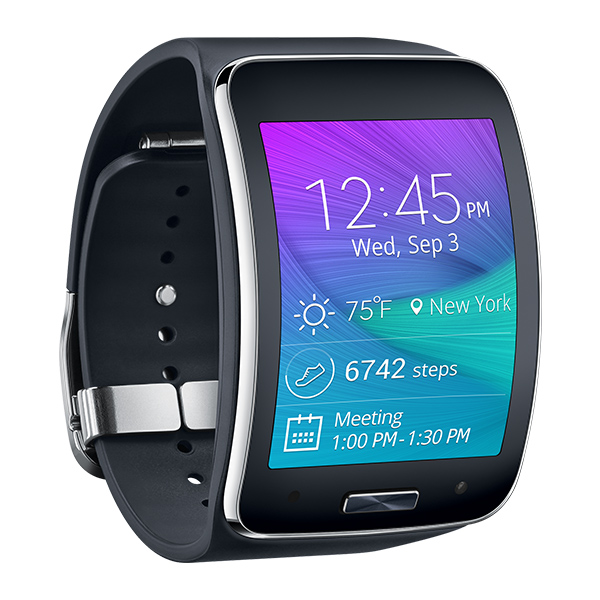 12:45 PM
Wed, Sep 3
75°F New York
6742 steps
Meeting
1:00 PM-1:30 PM